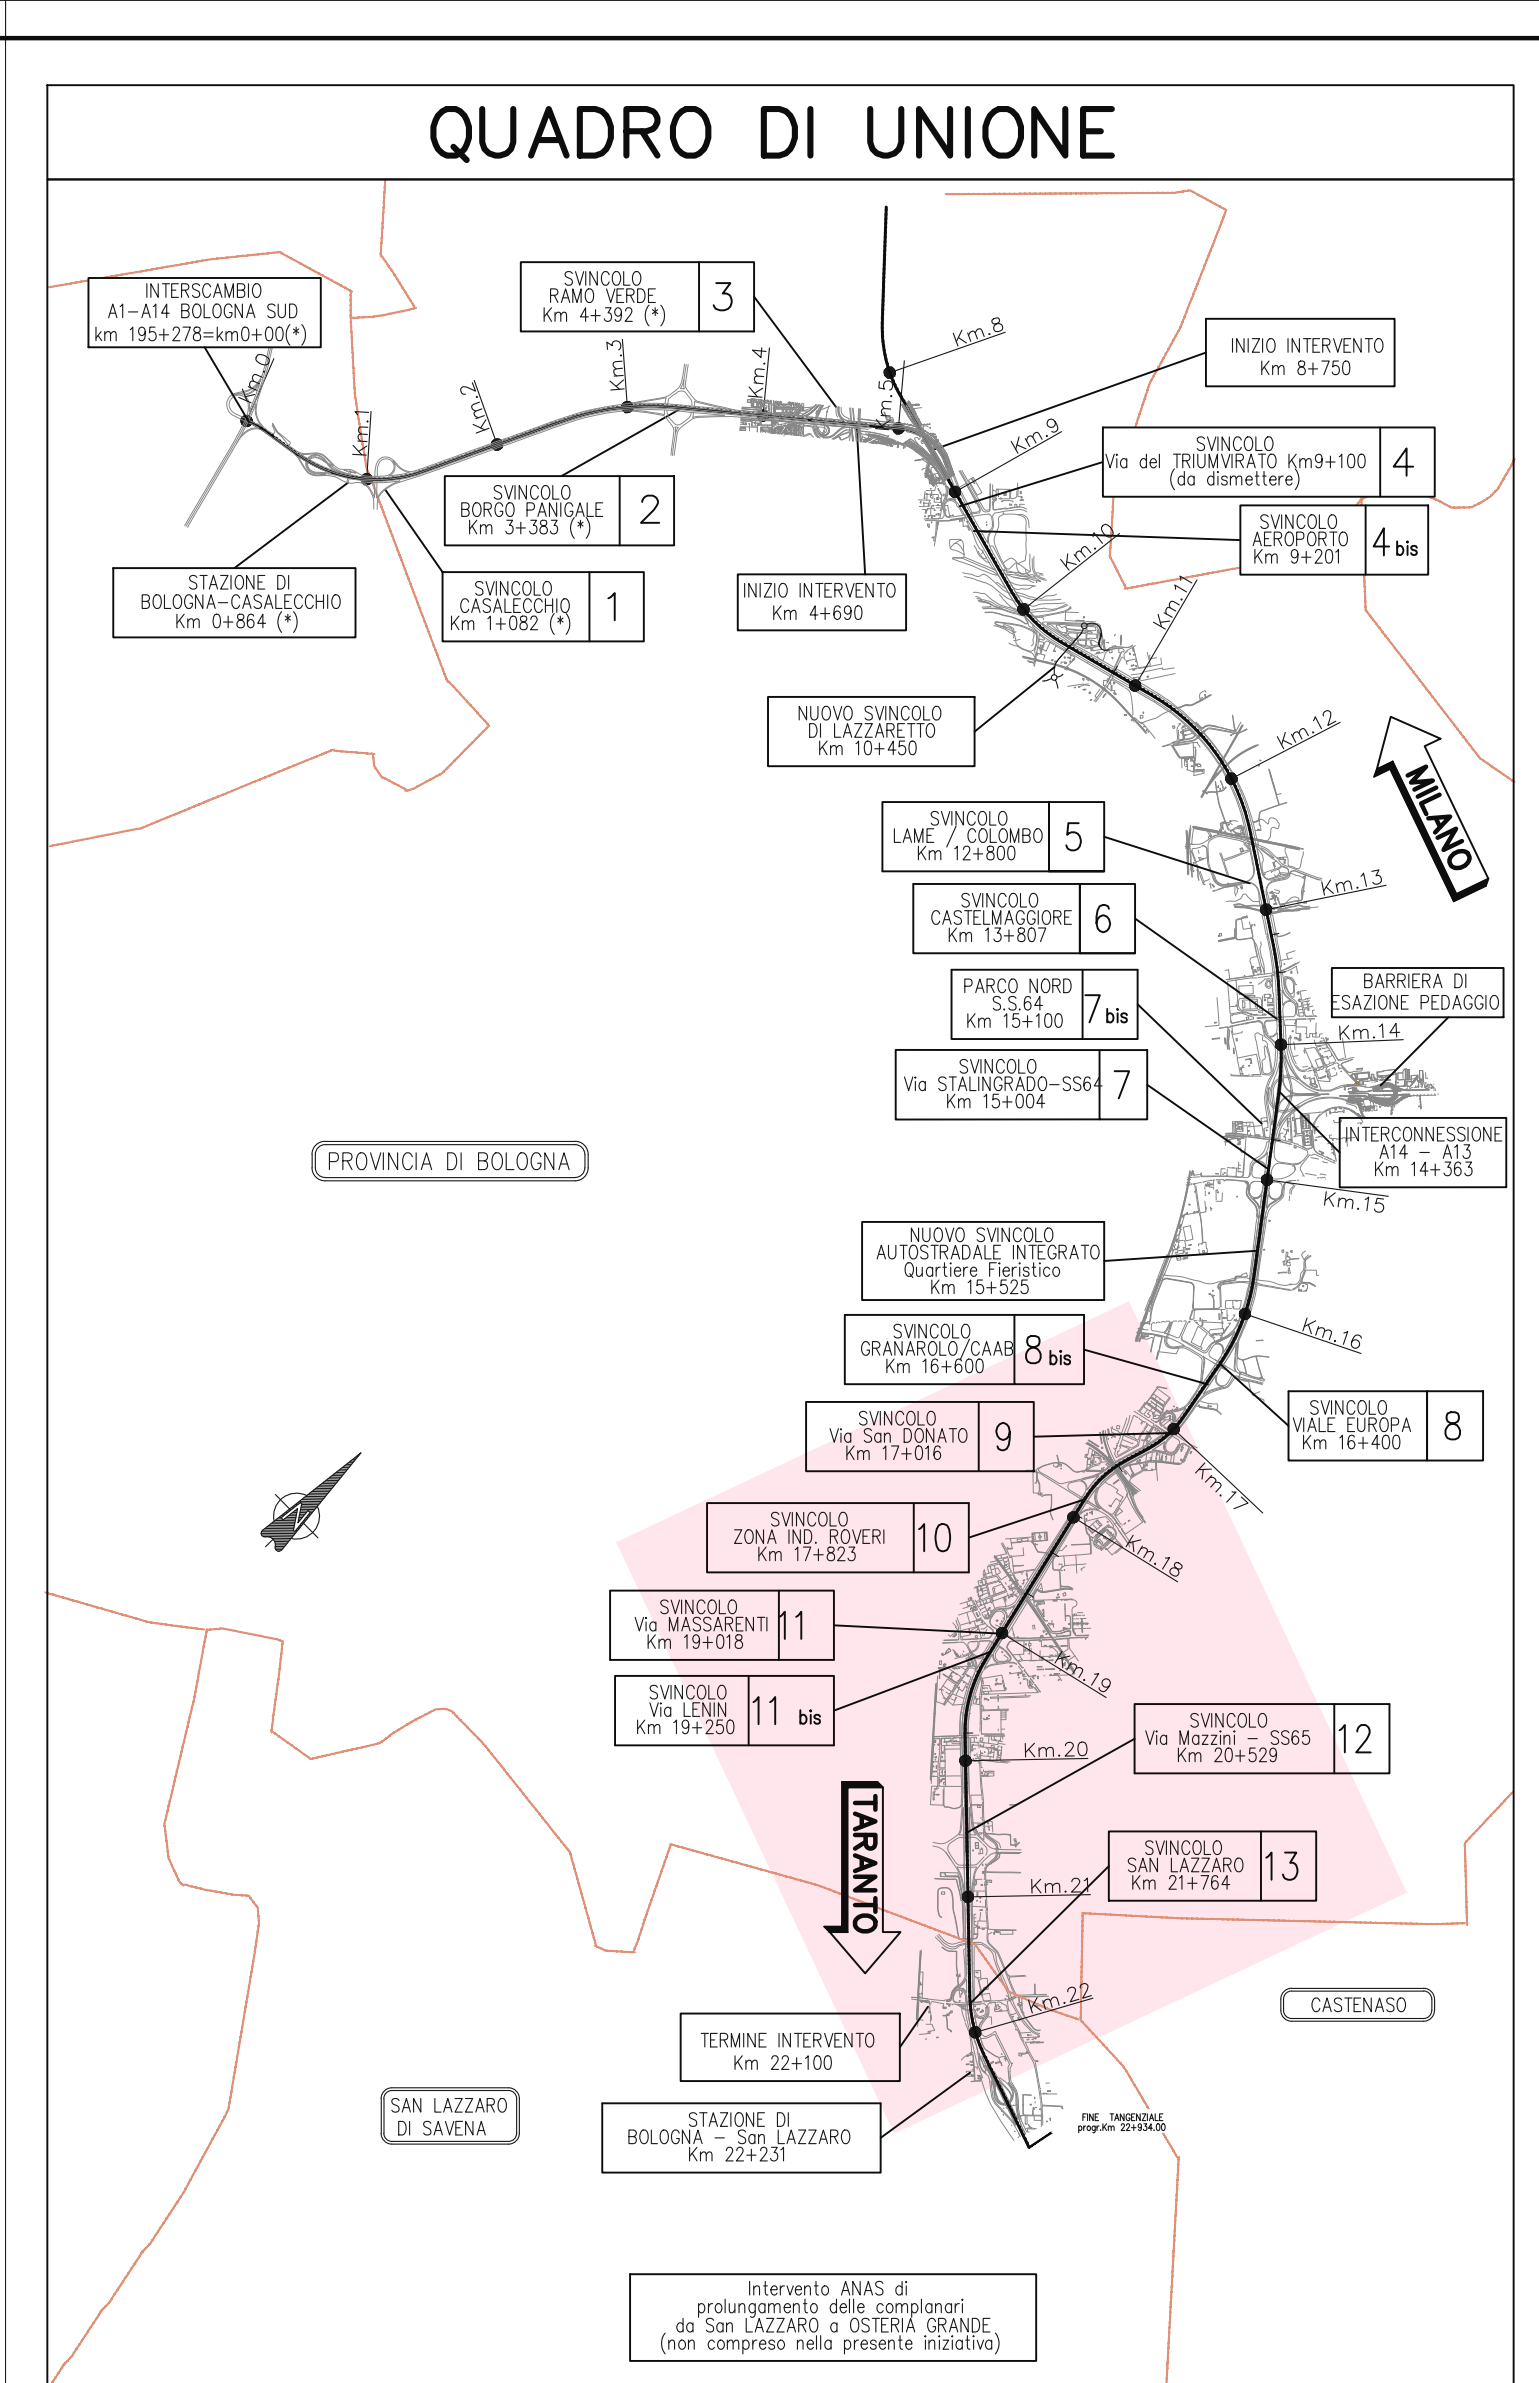 QUADRO DI UNIONE
INTERSCAMBIO
A1-A14 BOLOGNA SUD
km 195+278=km0+00(*)
SVINCOLO
RAMO VERDE
Km 4+392 (*)
3
Km.8
INIZIO INTERVENTO
Km 8+750
Km.0
Km.1
Km.2
Km.3
Km.4
Km.5
Km.9
SVINCOLO
Via del TRIUMVIRATO Km9+100
(da dismettere)
4
SVINCOLO
BORGO PANIGALE
Km 3+383 (*)
2
SVINCOLO
AEROPORTO
Km 9+201
4 bis
Km.10
STAZIONE DI
BOLOGNA-CASALECCHIO
Km 0+864 (*)
SVINCOLO
CASALECCHIO
Km 1+082 (*)
1
INIZIO INTERVENTO
Km 4+690
Km.11
NUOVO SVINCOLO
DI LAZZARETTO
Km 10+450
Km.12
MILANO
SVINCOLO
LAME / COLOMBO
Km 12+800
5
Km.13
SVINCOLO
CASTELMAGGIORE
Km 13+807
6
PARCO NORD
S.S.64
Km 15+100
7 bis
BARRIERA DI
ESAZIONE PEDAGGIO
Km.14
SVINCOLO
Via STALINGRADO-SS64
Km 15+004
7
INTERCONNESSIONE
A14 - A13
Km 14+363
PROVINCIA DI BOLOGNA
Km.15
NUOVO SVINCOLO
AUTOSTRADALE INTEGRATO
Quartiere Fieristico
Km 15+525
Km.16
SVINCOLO
GRANAROLO/CAAB
Km 16+600
8 bis
SVINCOLO
VIALE EUROPA
Km 16+400
8
SVINCOLO
Via San DONATO
Km 17+016
9
Km.17
SVINCOLO
ZONA IND. ROVERI
Km 17+823
10
Km.18
SVINCOLO
Via MASSARENTI
Km 19+018
11
Km.19
SVINCOLO
Via LENIN
Km 19+250
11 bis
SVINCOLO
Via Mazzini - SS65
Km 20+529
12
Km.20
TARANTO
SVINCOLO
SAN LAZZARO
Km 21+764
13
Km.21
Km.22
CASTENASO
TERMINE INTERVENTO
Km 22+100
SAN LAZZARO
DI SAVENA
STAZIONE DI
BOLOGNA - San LAZZARO
Km 22+231
FINE TANGENZIALE
progr.Km 22+934.00
Intervento ANAS di
prolungamento delle complanari
da San LAZZARO a OSTERIA GRANDE
(non compreso nella presente iniziativa)